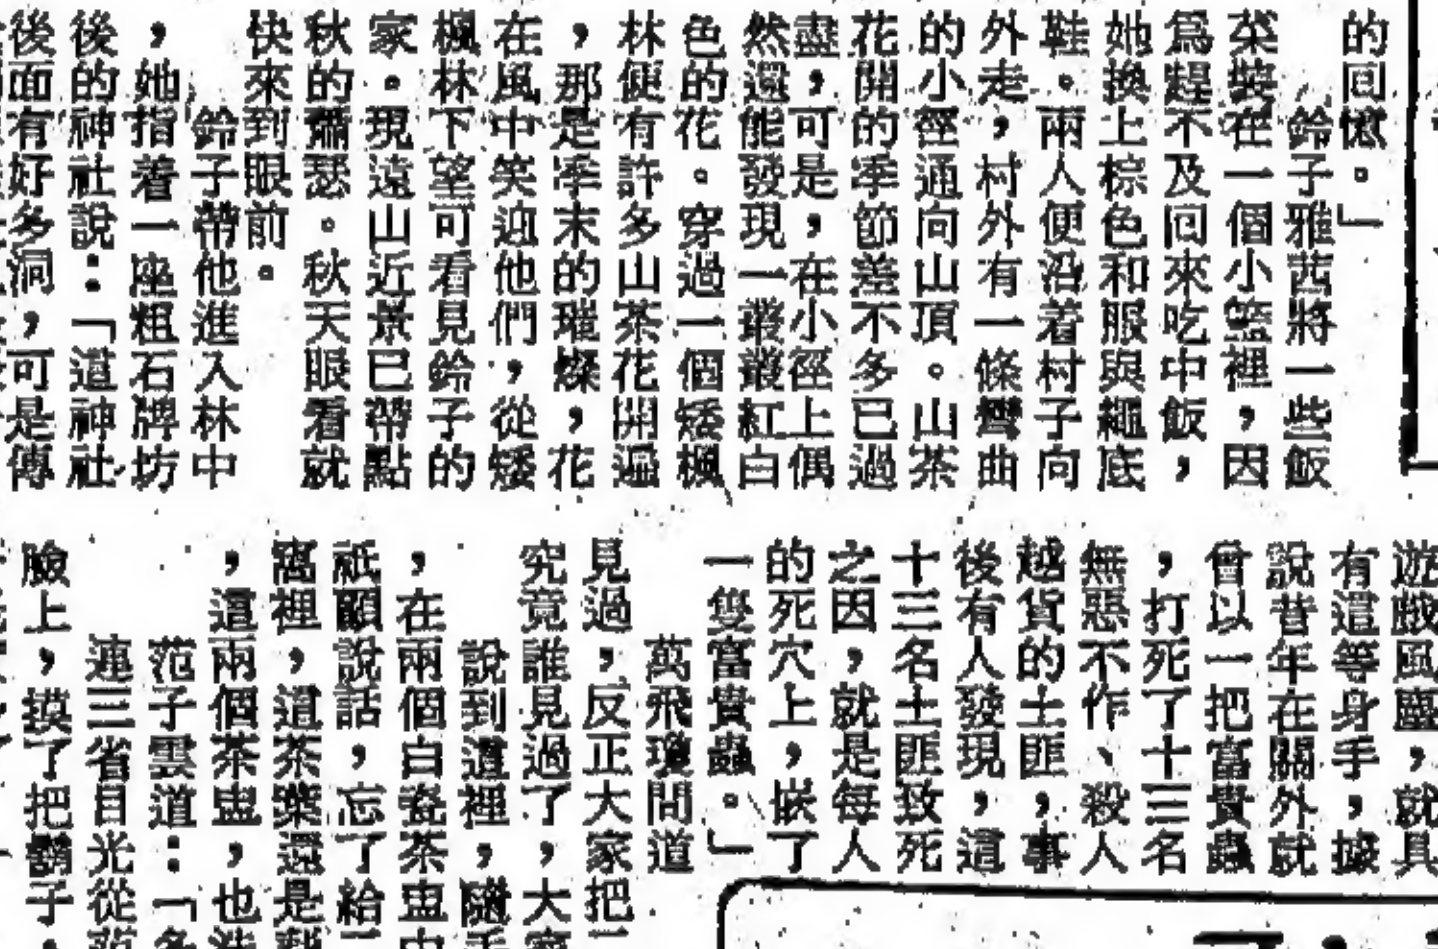 的回憶。」
鈴子雅茜將一些飯
菜裝在一個小籃裡，因
爲趕不及回來吃中飯，
她換上棕色和服與繩底
鞋。兩人便沿着村子向
外走，村外有一條彎曲
的小徑通向山頂。山茶
花開的季節差不多已過
盡，可是，在小徑上偶
然還能發現一叢叢紅白
色的花。穿過一個矮楓
林便有許多山茶花開遍
，那是季末的璀燦，花
在風中笑迎他們，從矮
楓林下望可看見鈴子的
家。現遠山近景已帶點
秋的蕭瑟。秋天眼看就
快來到眼前。
鈴子帶他進入林中
，她指着一座粗石牌坊
後的神社說：「這神社
後面有好多洞，可是傳
遊戲風塵，就具
有這等身手，據
說昔年在關外就
曾以一把富貴蟲
，打死了十三名
無惡不作、殺人
越貨的土匪，事
後有人發現，這
十三名土匪致死
之因，就是每人
的死穴上，嵌了
一隻富貴蟲。」
萬飛瓊間道
見過，反正大家把
究竟誰見過了，大家
說到這裡，隨手
，在兩個白瓷茶盅中
祇顧說話，忘了給
窩裡，這茶葉還是
，這兩個茶盅，也
范子雲道：「多
連三省目光從范
臉上，摸了把鬍子，